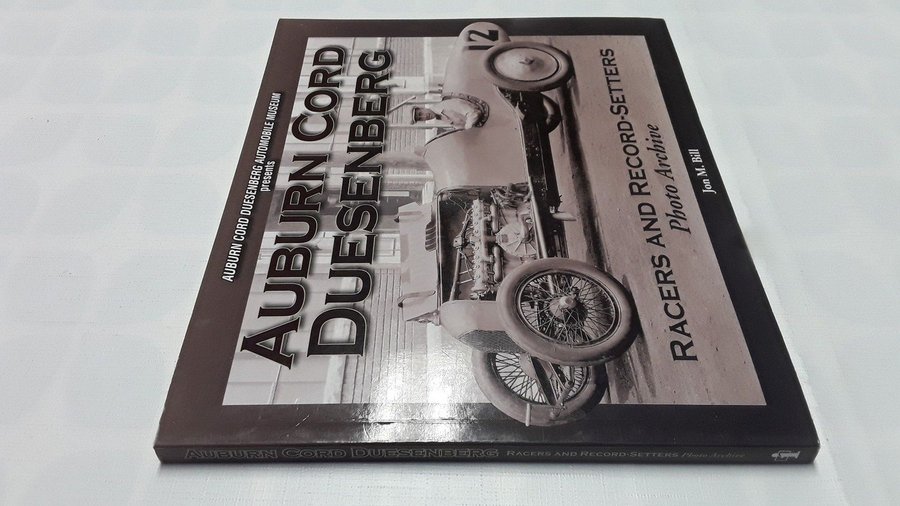 AUBURN CORD DUESENBERG AUTOMOBILE MUSEUM
presents
AUBURN CORD
DUESENBERG
12
RACERS AND RECORD-SETTERS
Photo Archive
Jon M. Bill
AUBURN CORD DUESENBERG RACERS AND RECORD-SETTERS Photo Archive